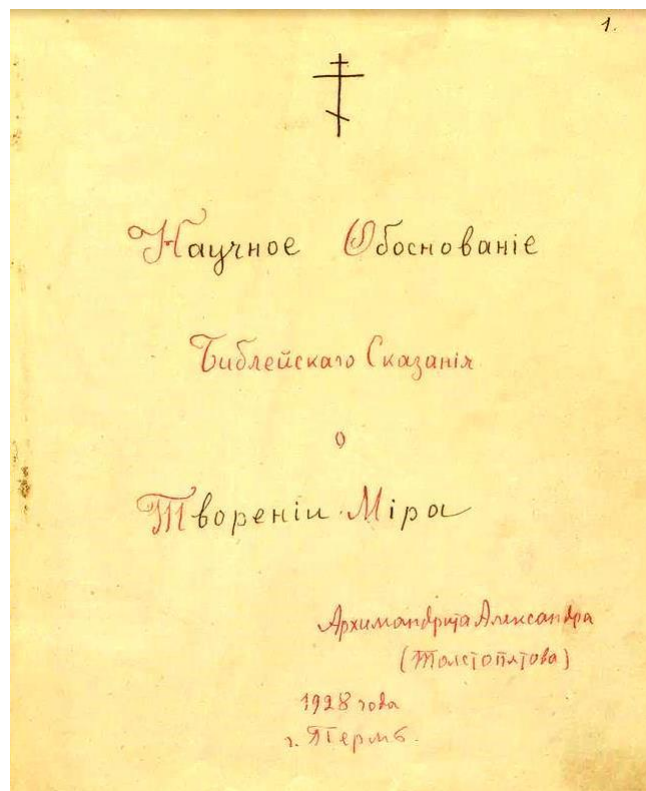 1.
Научное Обоснованіе
Библейскаго Сказанія
о
Твореніи Міра
Архимандрита Александра
(Толстопятова)
1928 года
г. Пермь.